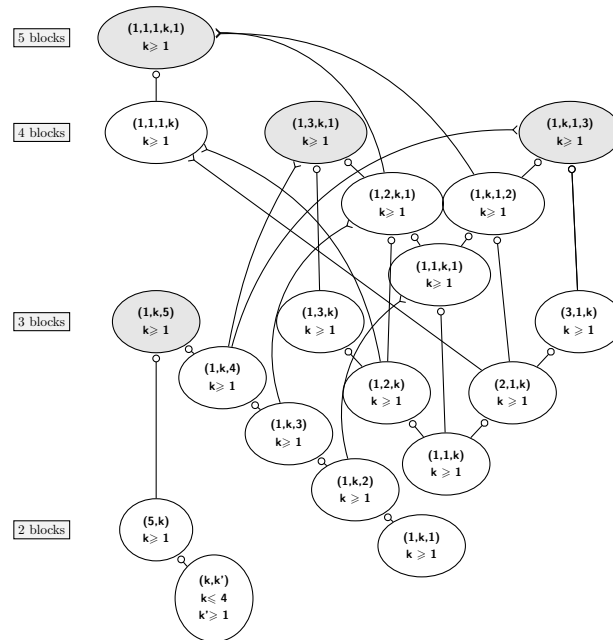 (1,1,1,k,1)
k⩾ 1
5 blocks
(1,1,1,k)
k⩾ 1
(1,3,k,1)
k⩾ 1
(1,k,1,3)
k⩾ 1
4 blocks
(1,2,k,1)
k⩾ 1
(1,k,1,2)
k⩾ 1
(1,1,k,1)
k⩾ 1
(1,k,5)
k⩾ 1
(1,3,k)
k⩾ 1
(3,1,k)
k⩾ 1
3 blocks
(1,k,4)
k⩾ 1
(1,2,k)
k⩾ 1
(2,1,k)
k⩾ 1
(1,k,3)
k⩾ 1
(1,1,k)
k⩾ 1
(1,k,2)
k ⩾ 1
(5,k)
k⩾ 1
2 blocks
(1,k,1)
k ⩾ 1
(k,k')
k⩽ 4
k'⩾ 1